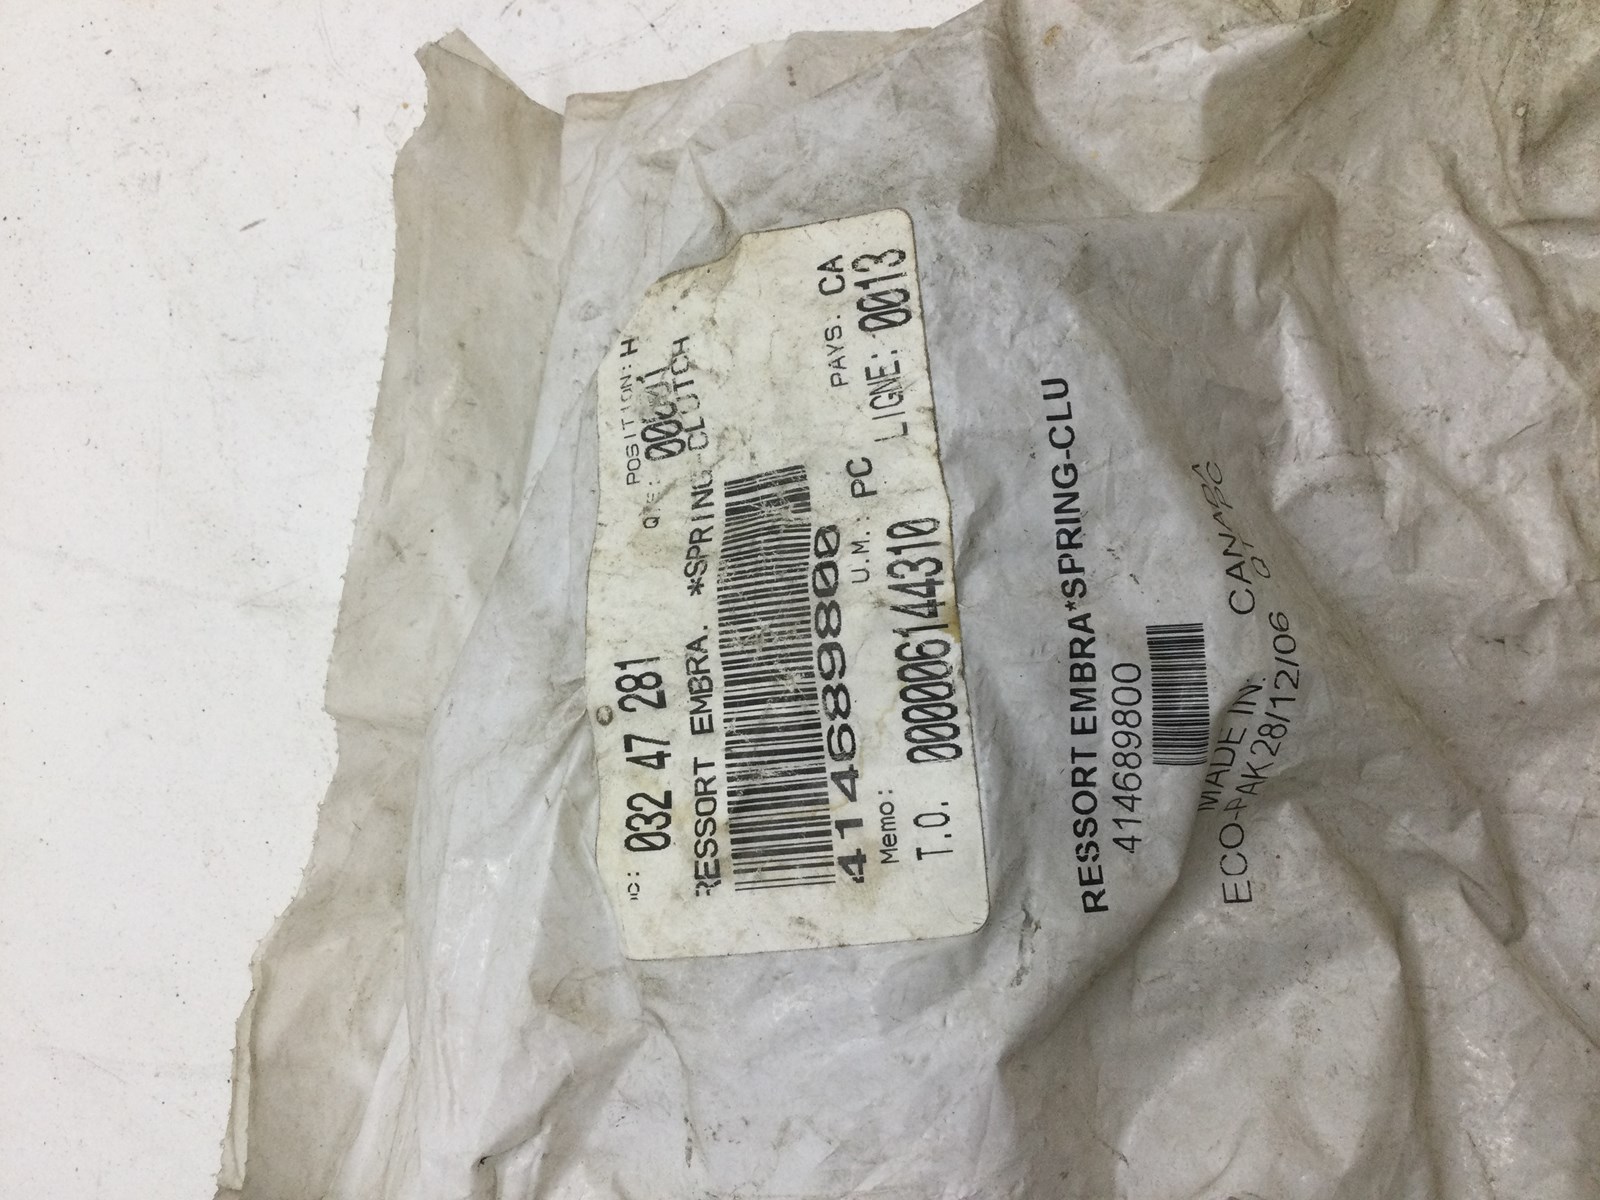 032 47 281
POSITION: H
RESSORT EMBRA. *SPRING CLUTCH
414689800
U.M.: PC
PAYS: CA
Memo:
T.O. 000006144310 LIGNE: 0013
RESSORT EMBRA*SPRING-CLU
414689800
MADE IN: CANADA
ECO-PAK 28/12/06